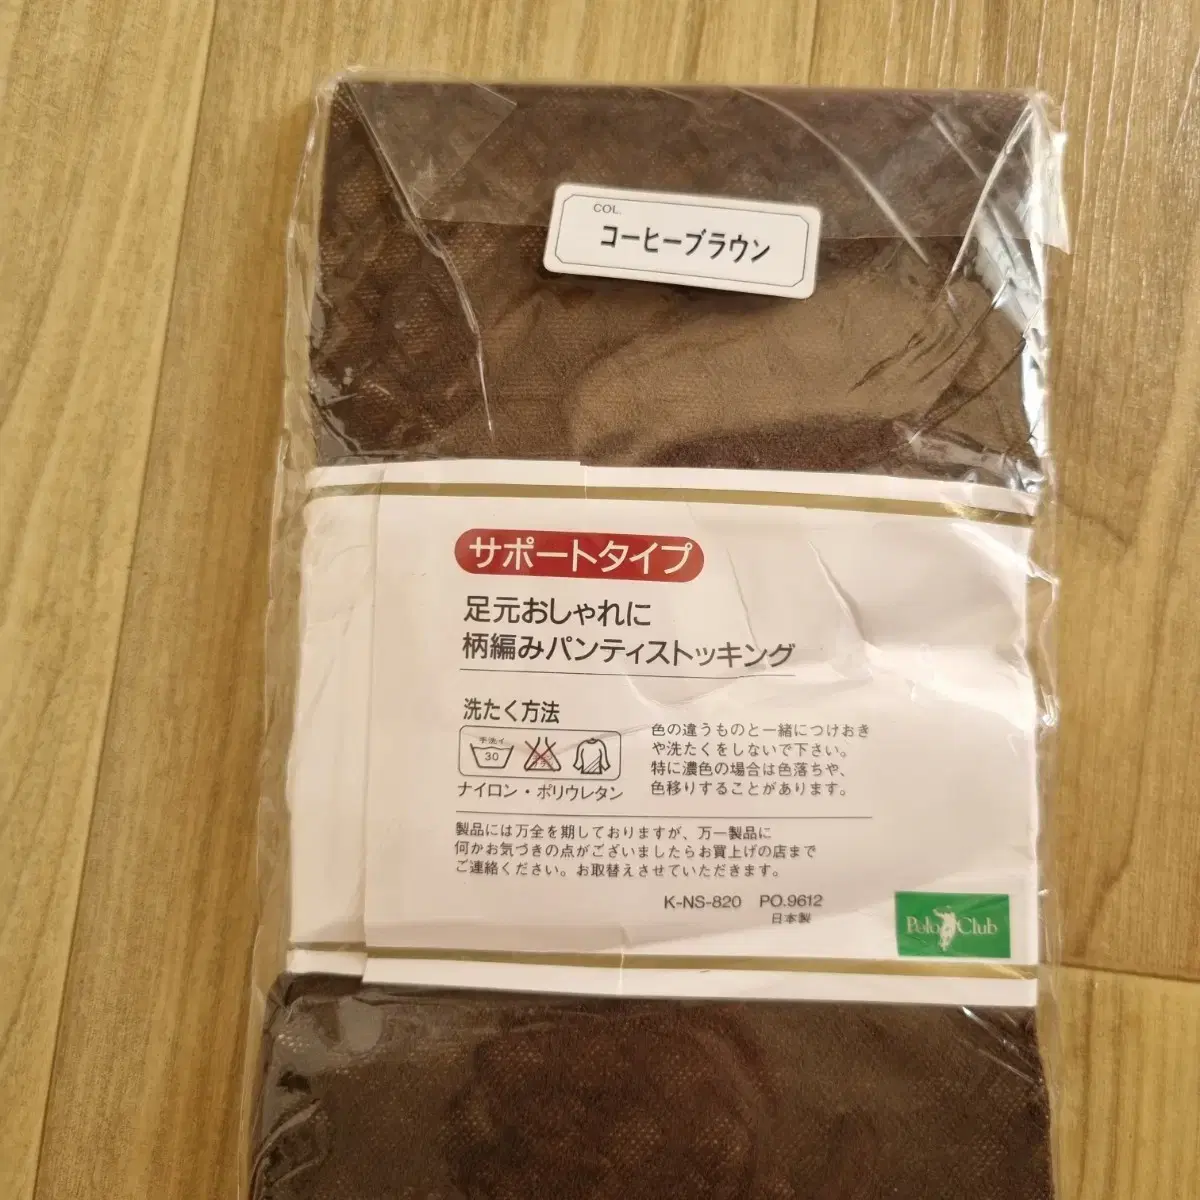 COL.
コーヒーブラウン
サポートタイプ
足元おしゃれに
柄編みパンティストッキング
洗たく方法
手洗イ
30
ナイロン・ポリウレタン
色の違うものと一緒につけおき
や洗たくをしないで下さい。
特に濃色の場合は色落ちや、
色移りすることがあります。
製品には万全を期しておりますが、万一製品に
何かお気づきの点がございましたらお買上げの店まで
ご連絡ください。お取替えさせていただきます。
K-NS-820 PO.9612
日本製
Polo Club